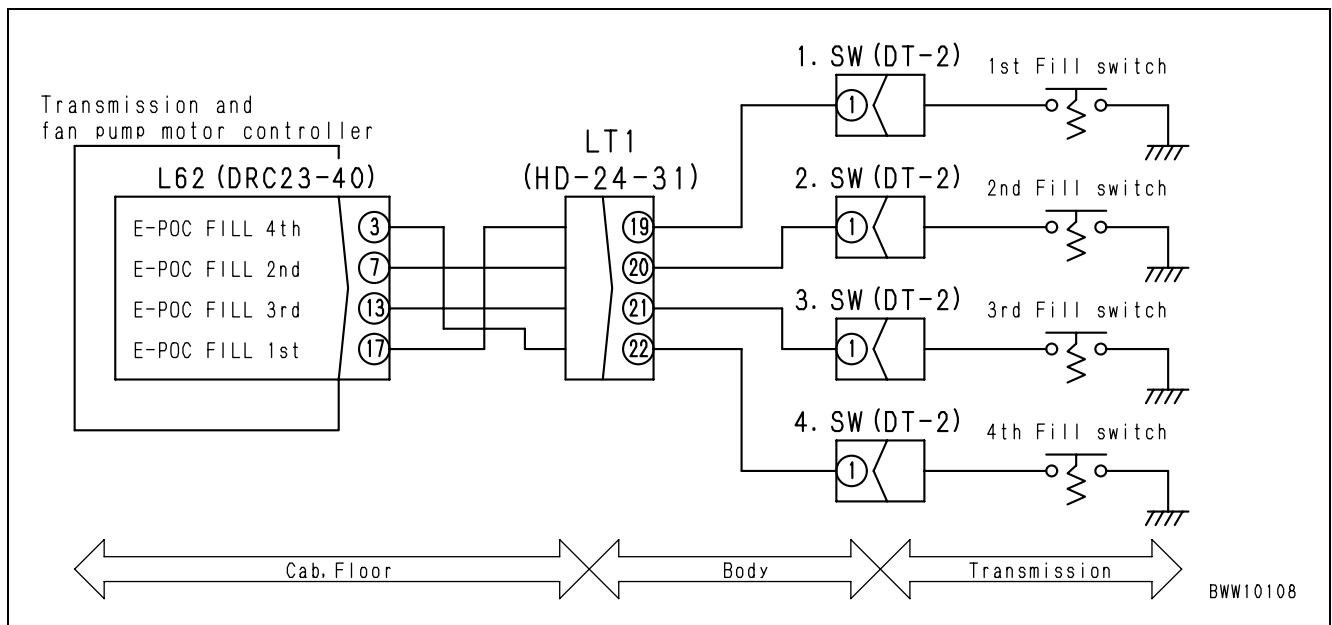 1. SW (DT-2)
1st Fill switch
1
Transmission and
fan pump motor controller
L62 (DRC23-40)
LT1
(HD-24-31)
2. SW (DT-2)
2nd Fill switch
1
E-POC FILL 4th
3
19
E-POC FILL 2nd
7
20
E-POC FILL 3rd
13
21
E-POC FILL 1st
17
22
3. SW (DT-2)
3rd Fill switch
1
4. SW (DT-2)
4th Fill switch
1
Cab, Floor
Body
Transmission
BWW10108